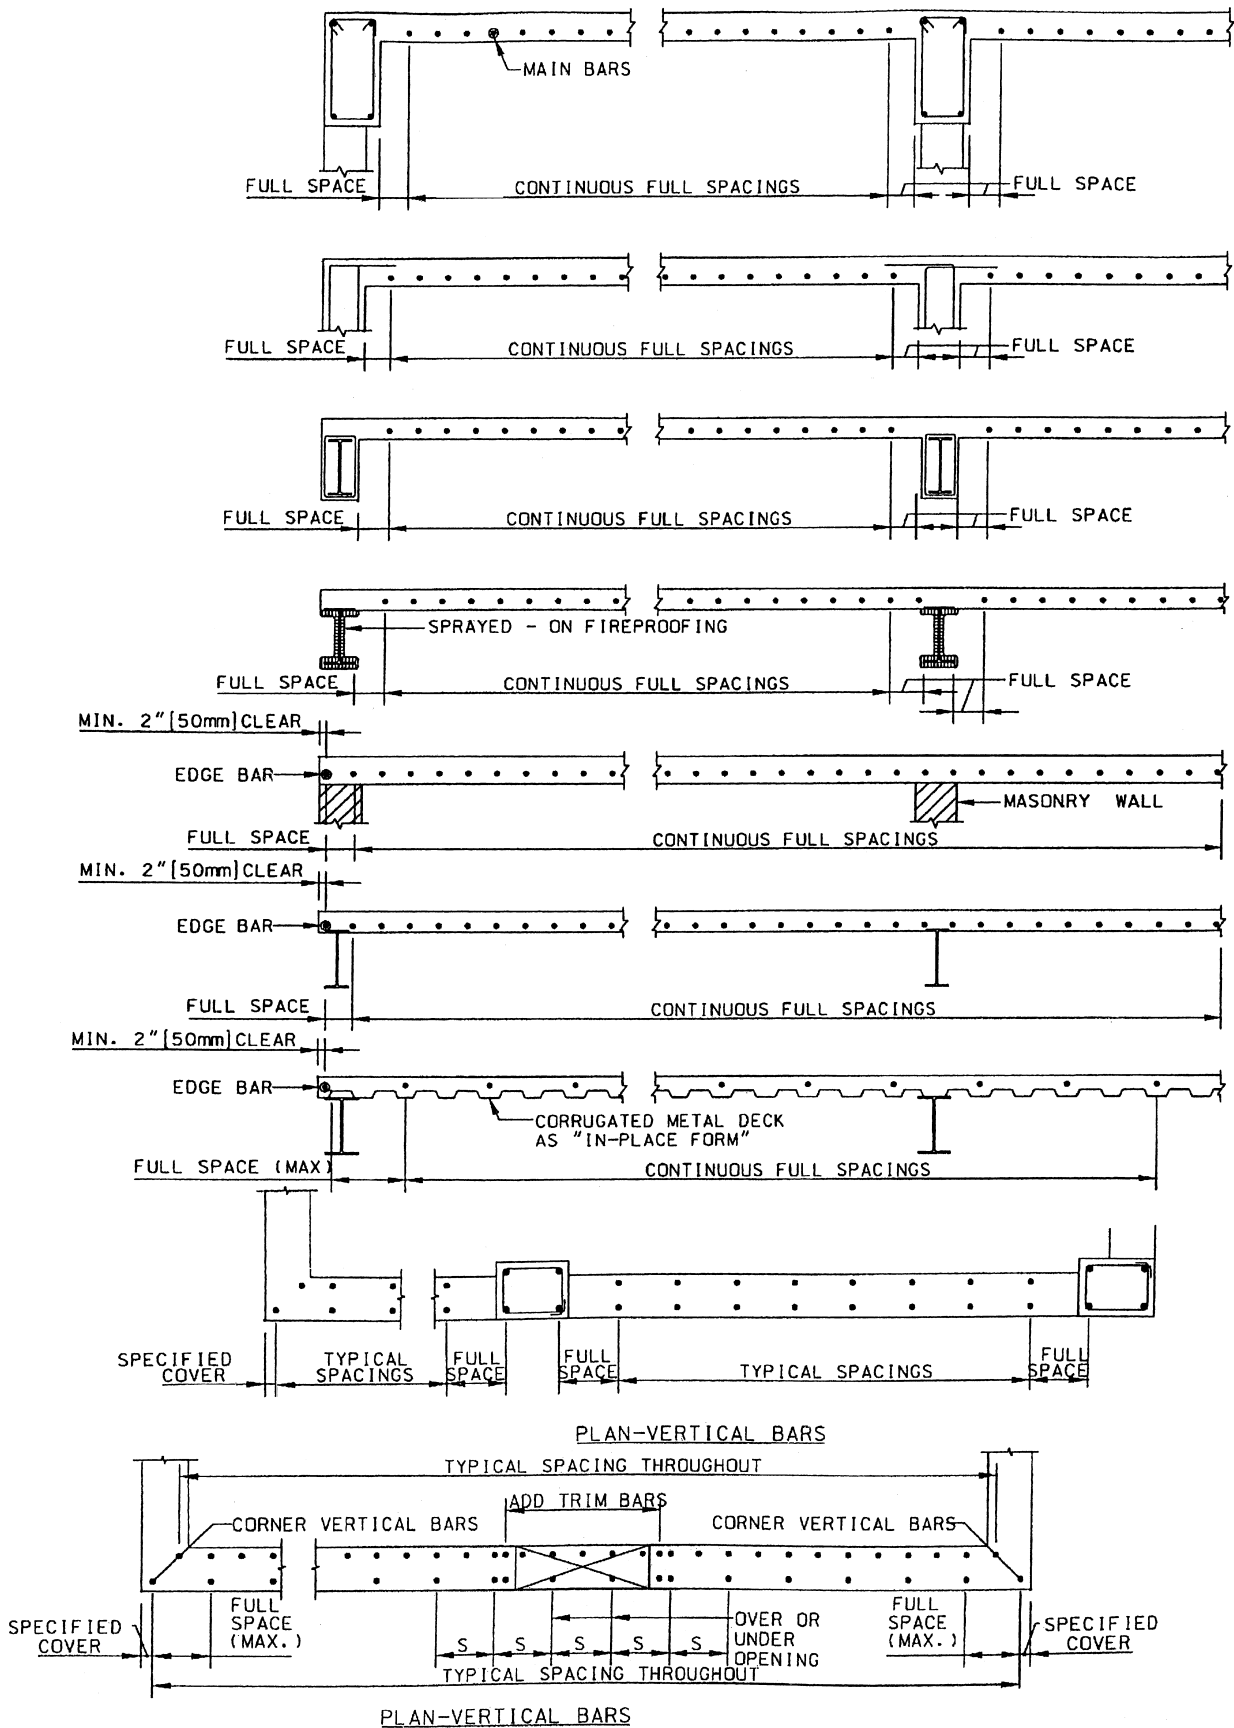 MAIN BARS
FULL SPACE
CONTINUOUS FULL SPACINGS
FULL SPACE
FULL SPACE
CONTINUOUS FULL SPACINGS
FULL SPACE
FULL SPACE
CONTINUOUS FULL SPACINGS
FULL SPACE
SPRAYED - ON FIREPROOFING
FULL SPACE
CONTINUOUS FULL SPACINGS
FULL SPACE
MIN. 2"[50mm]CLEAR
EDGE BAR
MASONRY WALL
FULL SPACE
CONTINUOUS FULL SPACINGS
MIN. 2"[50mm]CLEAR
EDGE BAR
FULL SPACE
CONTINUOUS FULL SPACINGS
MIN. 2"[50mm]CLEAR
EDGE BAR
CORRUGATED METAL DECK
AS "IN-PLACE FORM"
FULL SPACE (MAX)
CONTINUOUS FULL SPACINGS
SPECIFIED
COVER
TYPICAL
SPACINGS
FULL
SPACE
FULL
SPACE
TYPICAL SPACINGS
FULL
SPACE
PLAN-VERTICAL BARS
TYPICAL SPACING THROUGHOUT
ADD TRIM BARS
CORNER VERTICAL BARS
CORNER VERTICAL BARS
SPECIFIED
COVER
FULL
SPACE
(MAX.)
S S S S S
OVER OR
UNDER
OPENING
FULL
SPACE
(MAX.)
SPECIFIED
COVER
TYPICAL SPACING THROUGHOUT
PLAN-VERTICAL BARS